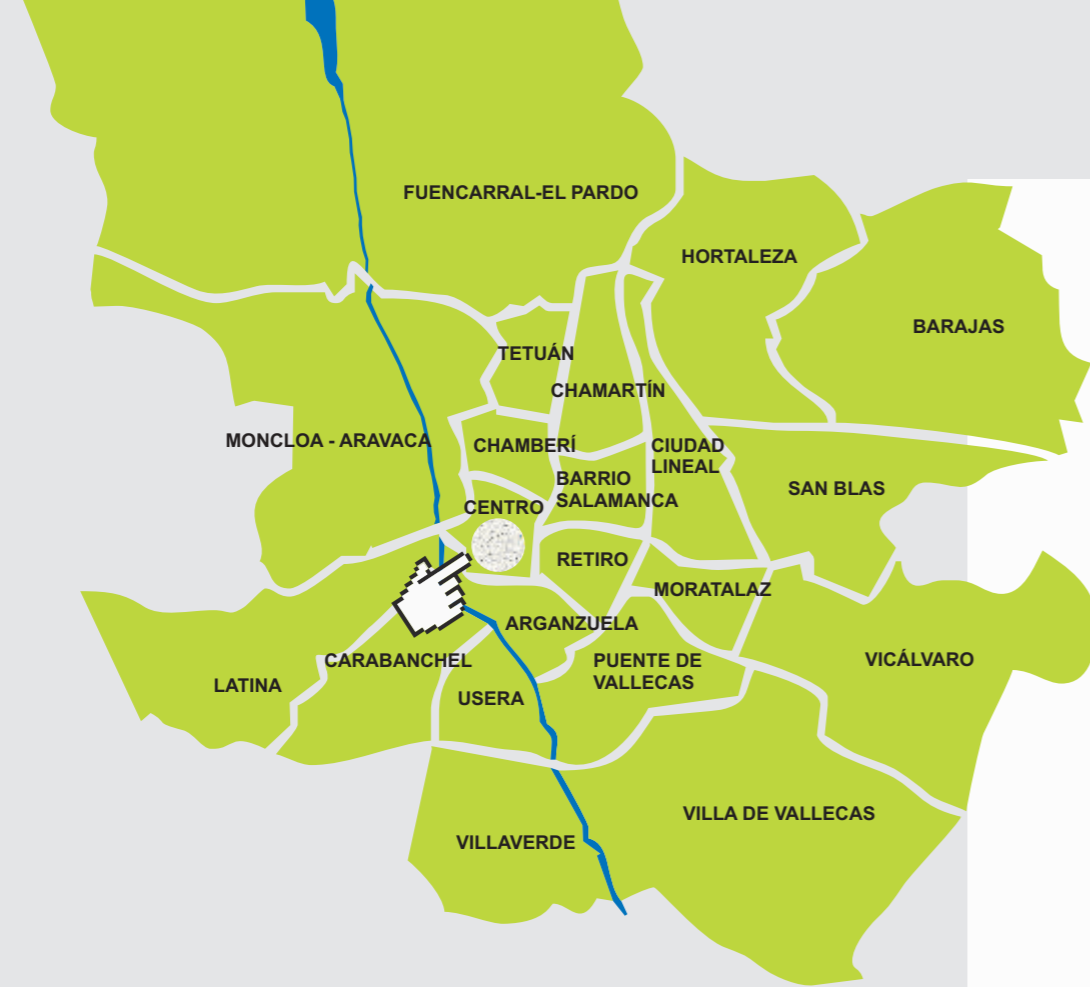 FUENCARRAL-EL PARDO
HORTALEZA
BARAJAS
TETUÁN
CHAMARTÍN
MONCLOA - ARAVACA
CHAMBERÍ
CIUDAD
LINEAL
BARRIO
SALAMANCA
SAN BLAS
CENTRO
RETIRO
MORATALAZ
ARGANZUELA
CARABANCHEL
PUENTE DE
VALLECAS
VICÁLVARO
LATINA
USERA
VILLA DE VALLECAS
VILLAVERDE